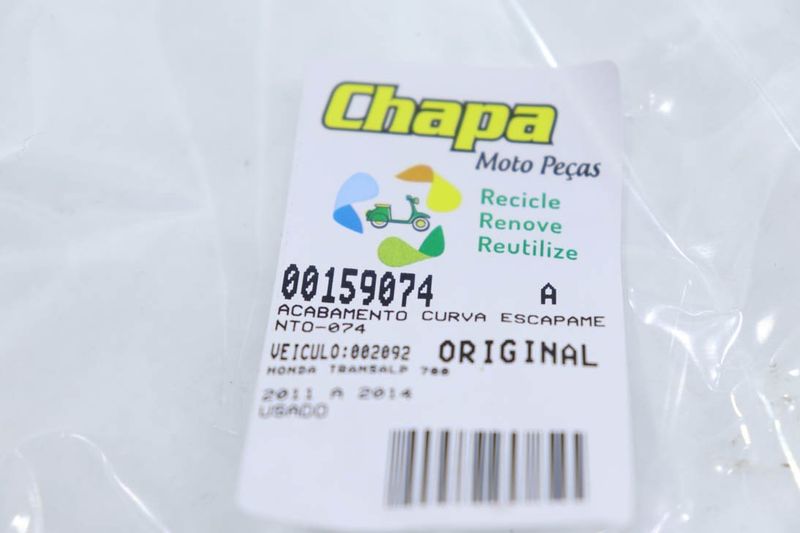 Chapa
Moto Peças
Recicle
Renove
Reutilize
00159074 A
ACABAMENTO CURVA ESCAPAME
NTO-074
VEICULO:002092 ORIGINAL
HONDA TRANSALP 700
2011 A 2014
USADO